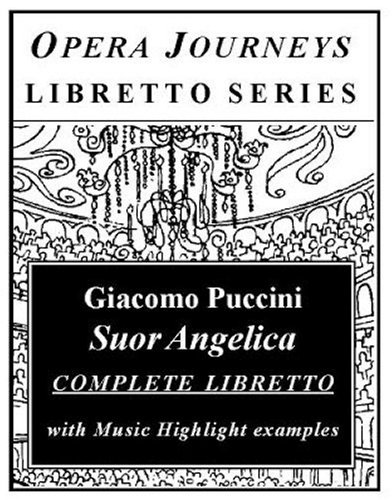 OPERA JOURNEYS
LIBRETTO SERIES
Giacomo Puccini
Suor Angelica
COMPLETE LIBRETTO
with Music Highlight examples